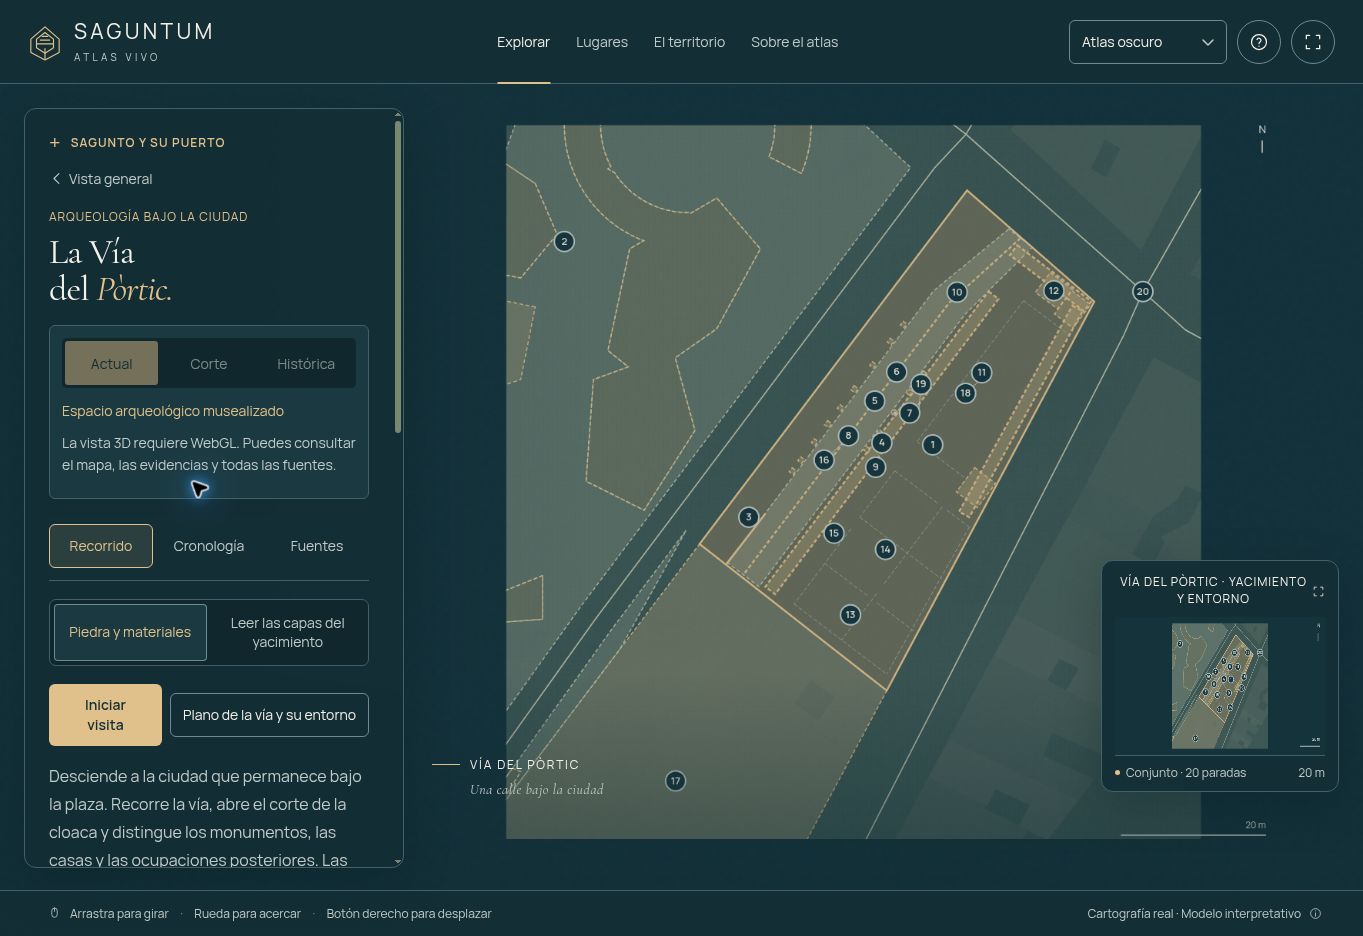 SAGUNTUM
ATLAS VIVO
Explorar
Lugares
El territorio
Sobre el atlas
Atlas oscuro
SAGUNTO Y SU PUERTO
Vista general
ARQUEOLOGÍA BAJO LA CIUDAD
La Vía
del Pòrtic.
Actual
Corte
Histórica
Espacio arqueológico musealizado
La vista 3D requiere WebGL. Puedes consultar
el mapa, las evidencias y todas las fuentes.
Recorrido
Cronología
Fuentes
Piedra y materiales
Leer las capas del
yacimiento
Iniciar
visita
Plano de la vía y su entorno
Desciende a la ciudad que permanece bajo
la plaza. Recorre la vía, abre el corte de la
cloaca y distingue los monumentos, las
casas y las ocupaciones posteriores. Las
N
2
10
12
20
6
19
11
18
5
7
8
4
1
16
9
3
15
14
13
17
VÍA DEL PÒRTIC
Una calle bajo la ciudad
VÍA DEL PÒRTIC · YACIMIENTO
Y ENTORNO
Conjunto · 20 paradas
20 m
20 m
Arrastra para girar · Rueda para acercar · Botón derecho para desplazar
Cartografía real · Modelo interpretativo